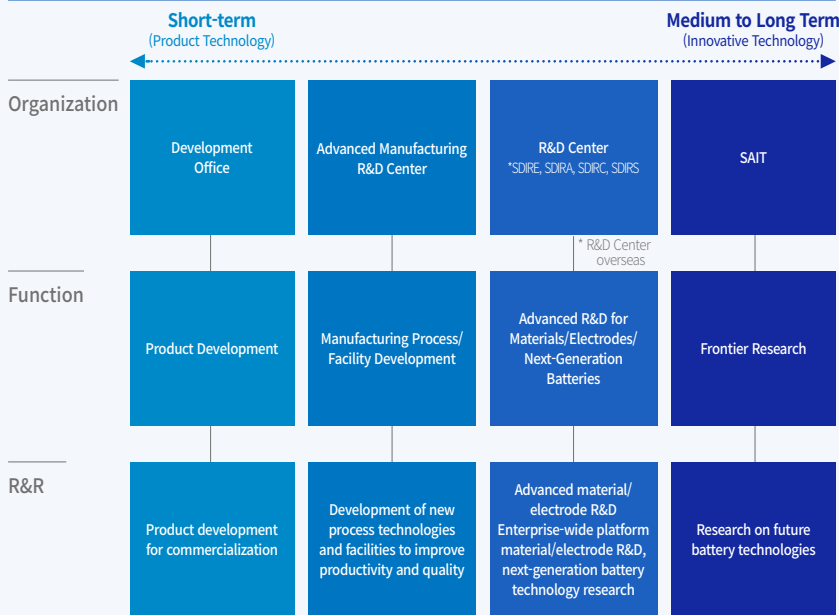 Short-term
(Product Technology)
Medium to Long Term
(Innovative Technology)
Organization
Development
Office
Advanced Manufacturing
R&D Center
R&D Center
*SDIRE, SDIRA, SDIRC, SDIRS
SAIT
* R&D Center
overseas
Function
Product Development
Manufacturing Process/
Facility Development
Advanced R&D for
Materials/Electrodes/
Next-Generation
Batteries
Frontier Research
R&R
Product development
for commercialization
Development of new
process technologies
and facilities to improve
productivity and quality
Advanced material/
electrode R&D
Enterprise-wide platform
material/electrode R&D,
next-generation battery
technology research
Research on future
battery technologies